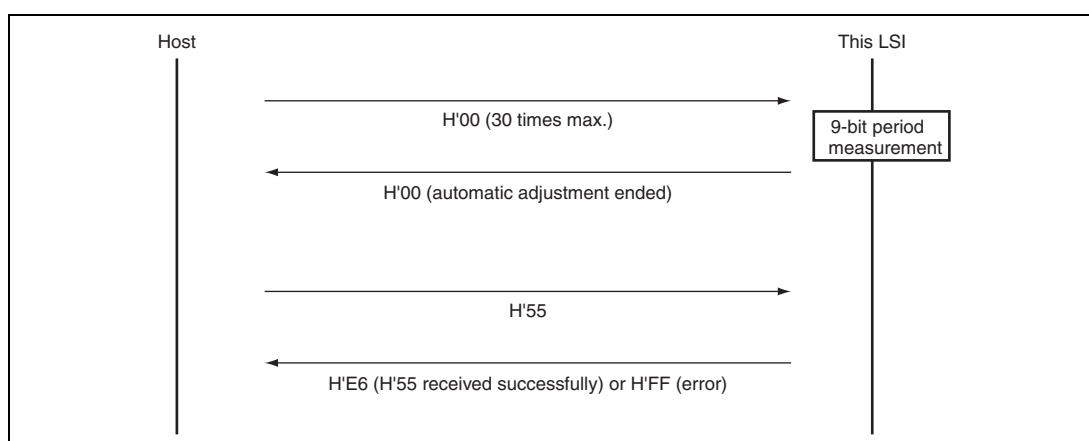 Host
This LSI
H'00 (30 times max.)
9-bit period
measurement
H'00 (automatic adjustment ended)
H'55
H'E6 (H'55 received successfully) or H'FF (error)